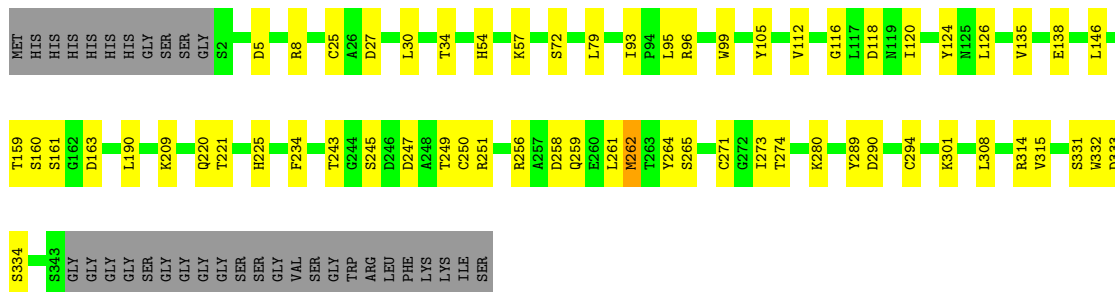 MET HIS HIS HIS HIS HIS HIS GLY SER SER GLY S2 D5 R8 C25 A26 D27 L30 T34 H54 K57 S72 L79 I93 P94 L95 R96 W99 Y105 V112 G116 L117 D118 N119 I120 Y124 N125 L126 V135 E138 L146
T159 S160 S161 G162 D163 L190 K209 Q220 T221 H225 F234 T243 G244 S245 D246 D247 A248 T249 C250 R251 R256 A257 D258 Q259 E260 L261 M262 T263 Y264 S265 C271 G272 I273 T274 K280 Y289 D290 C294 K301 L308 R314 V315 S331 W332 D333
S334 S343 GLY GLY GLY GLY SER GLY GLY GLY GLY SER SER GLY VAL SER GLY TRP ARG LEU PHE LYS LYS ILE SER